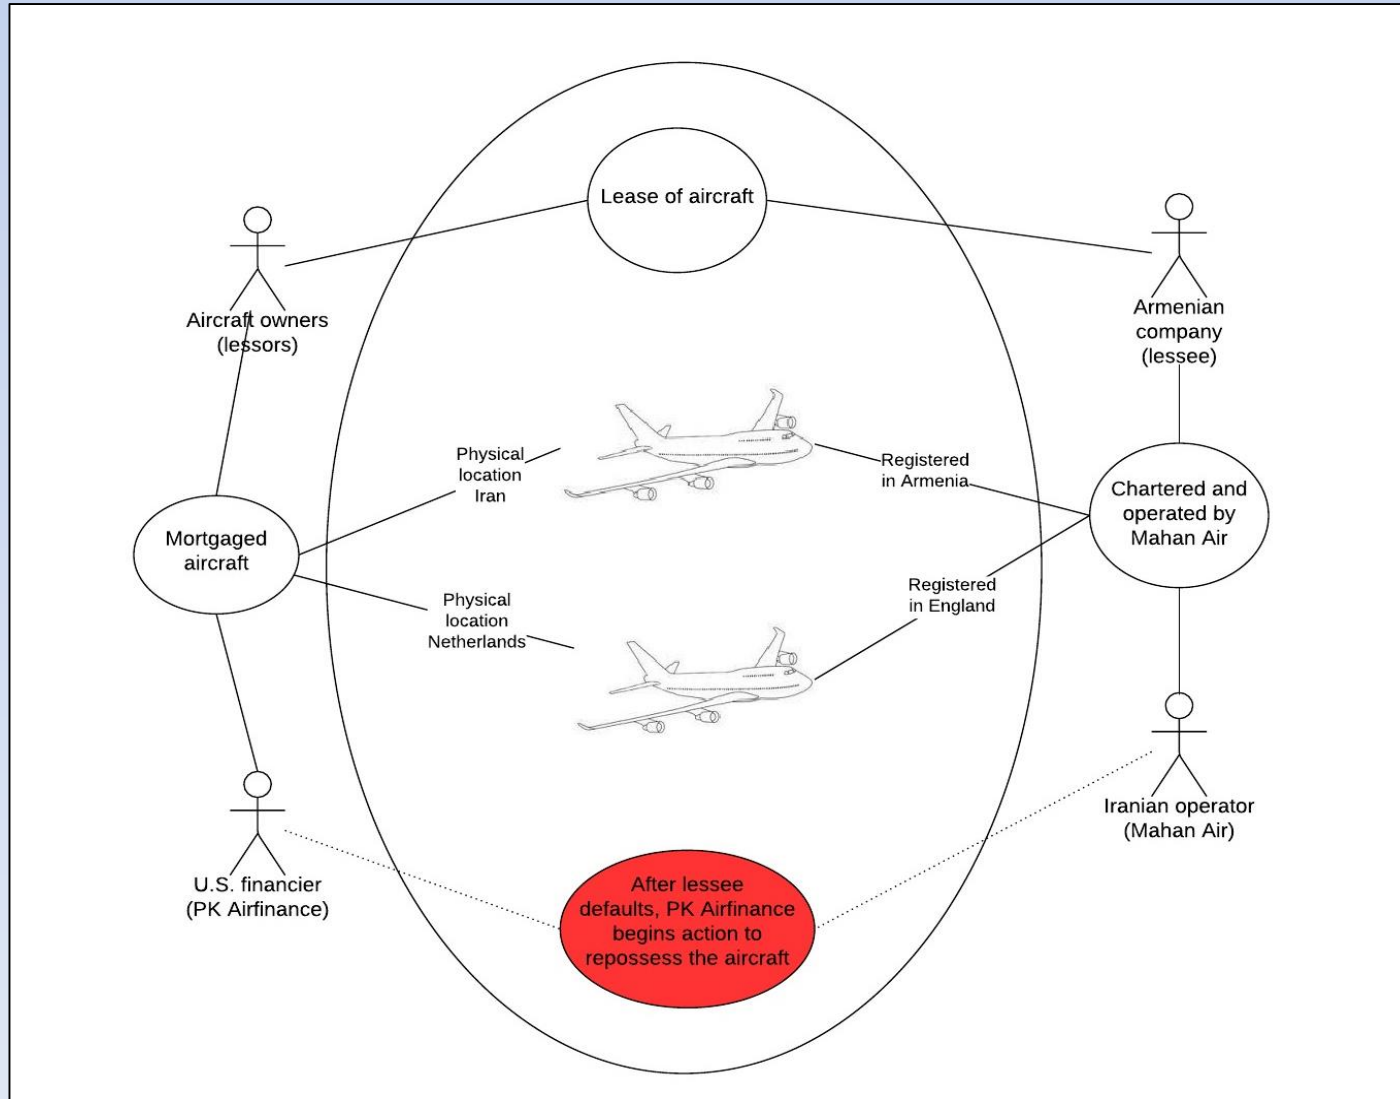 Lease of aircraft
Aircraft owners
(lessors)
Armenian
company
(lessee)
Physical
location
Iran
Registered
in Armenia
Chartered and
operated by
Mahan Air
Mortgaged
aircraft
Physical
location
Netherlands
Registered
in England
Iranian operator
(Mahan Air)
U.S. financier
(PK Airfinance)
After lessee
defaults, PK Airfinance
begins action to
repossess the aircraft